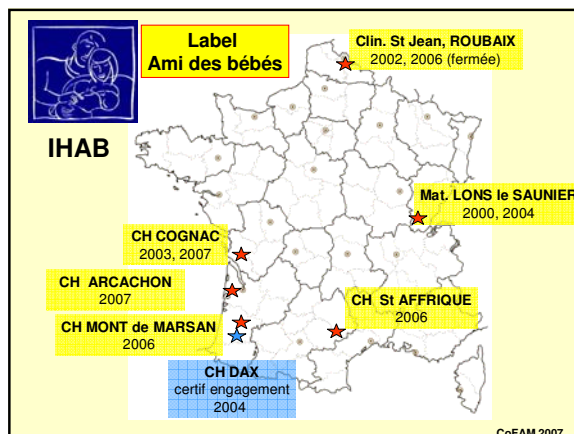 Label
Ami des bébés
Clin. St Jean, ROUBAIX
2002, 2006 (fermée)
IHAB
Mat. LONS le SAUNIER
2000, 2004
CH COGNAC
2003, 2007
CH ARCACHON
2007
CH St AFFRIQUE
2006
CH MONT de MARSAN
2006
CH DAX
certif engagement
2004
CoFAM 2007